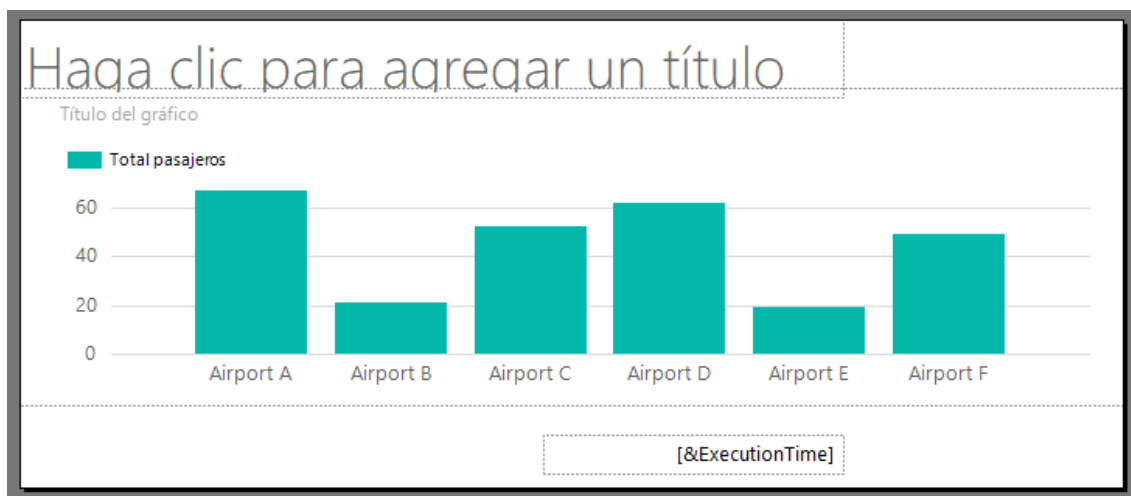 Haga clic para agregar un título
Título del gráfico
Total pasajeros
60
40
20
0
Airport A Airport B Airport C Airport D Airport E Airport F
[&ExecutionTime]